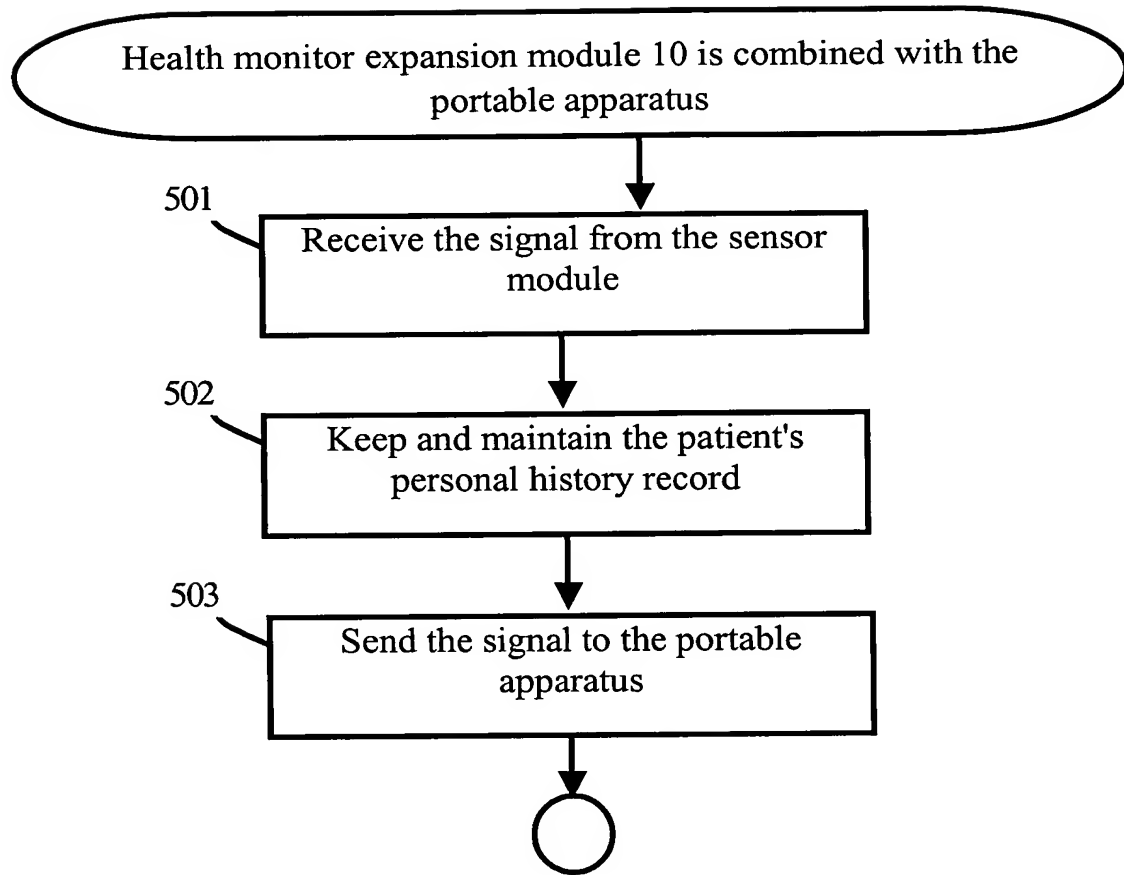 Health monitor expansion module 10 is combined with the
portable apparatus
501
Receive the signal from the sensor
module
502
Keep and maintain the patient's
personal history record
503
Send the signal to the portable
apparatus